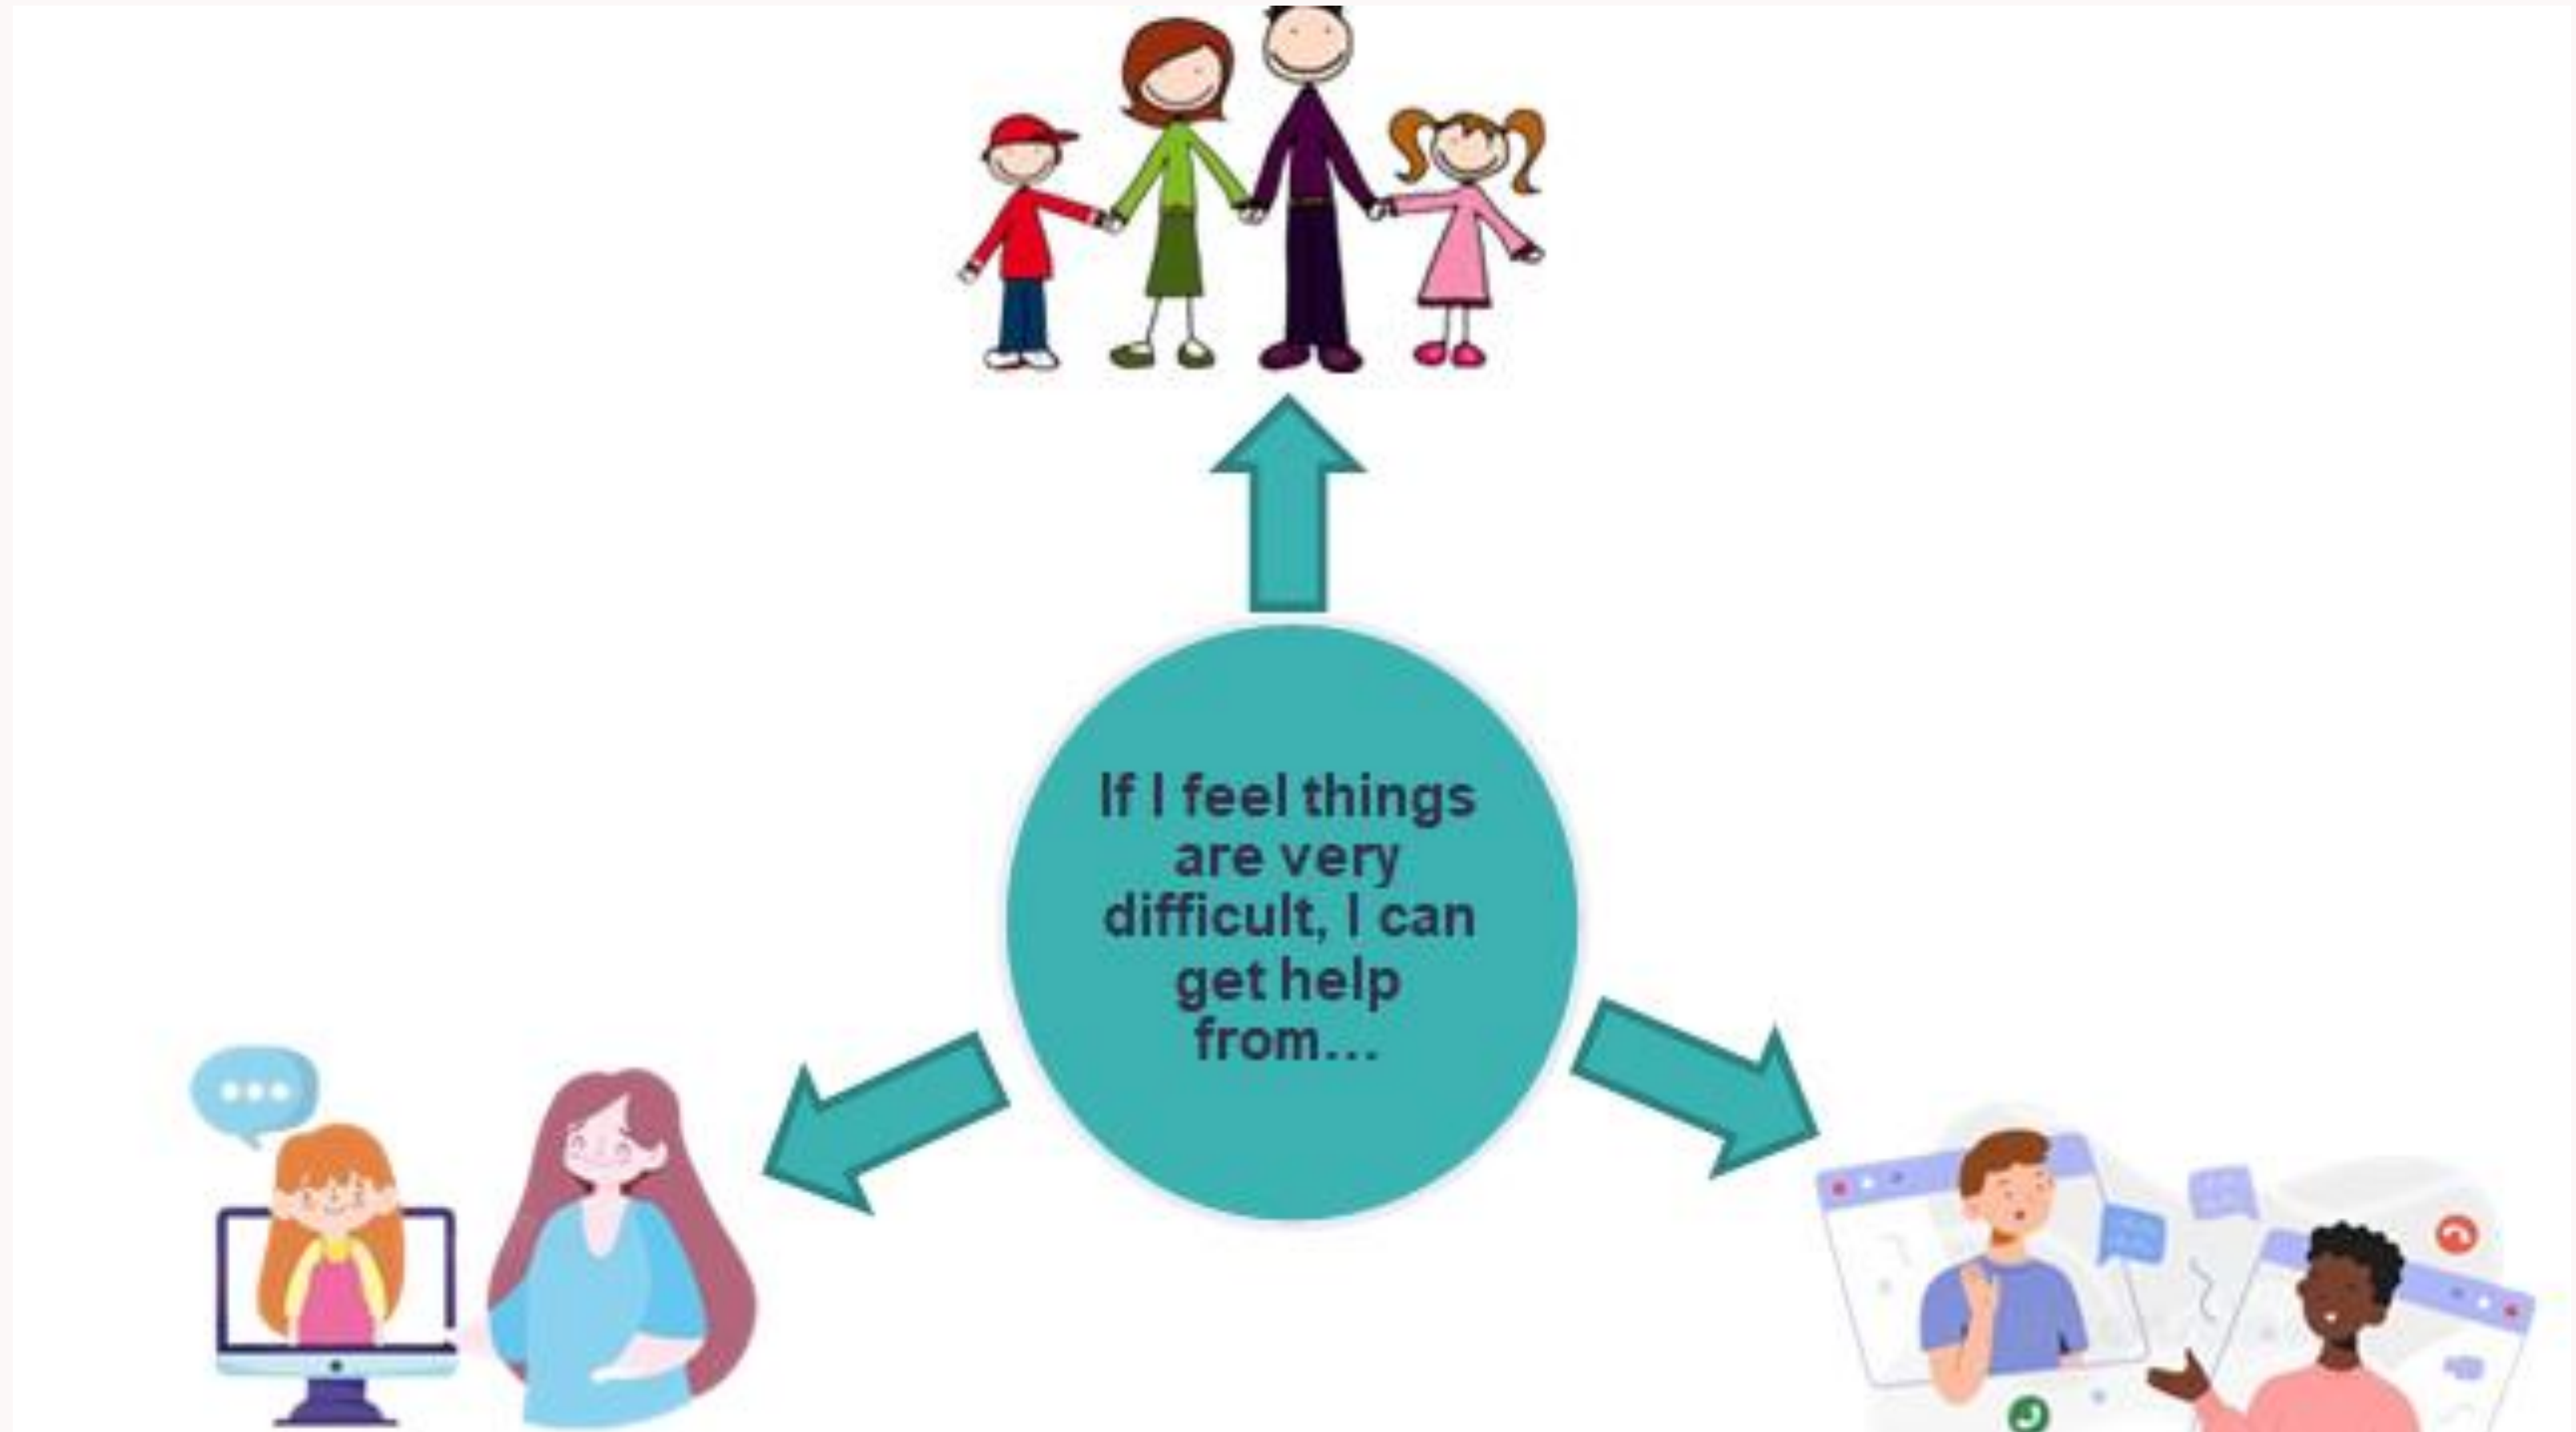 If I feel things
are very
difficult, I can
get help
from...